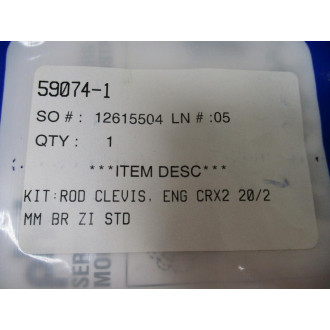 59074-1
SO # : 12615504 LN # :05
QTY : 1
***ITEM DESC***
KIT:ROD CLEVIS, ENG CRX2 20/2
MM BR ZI STD